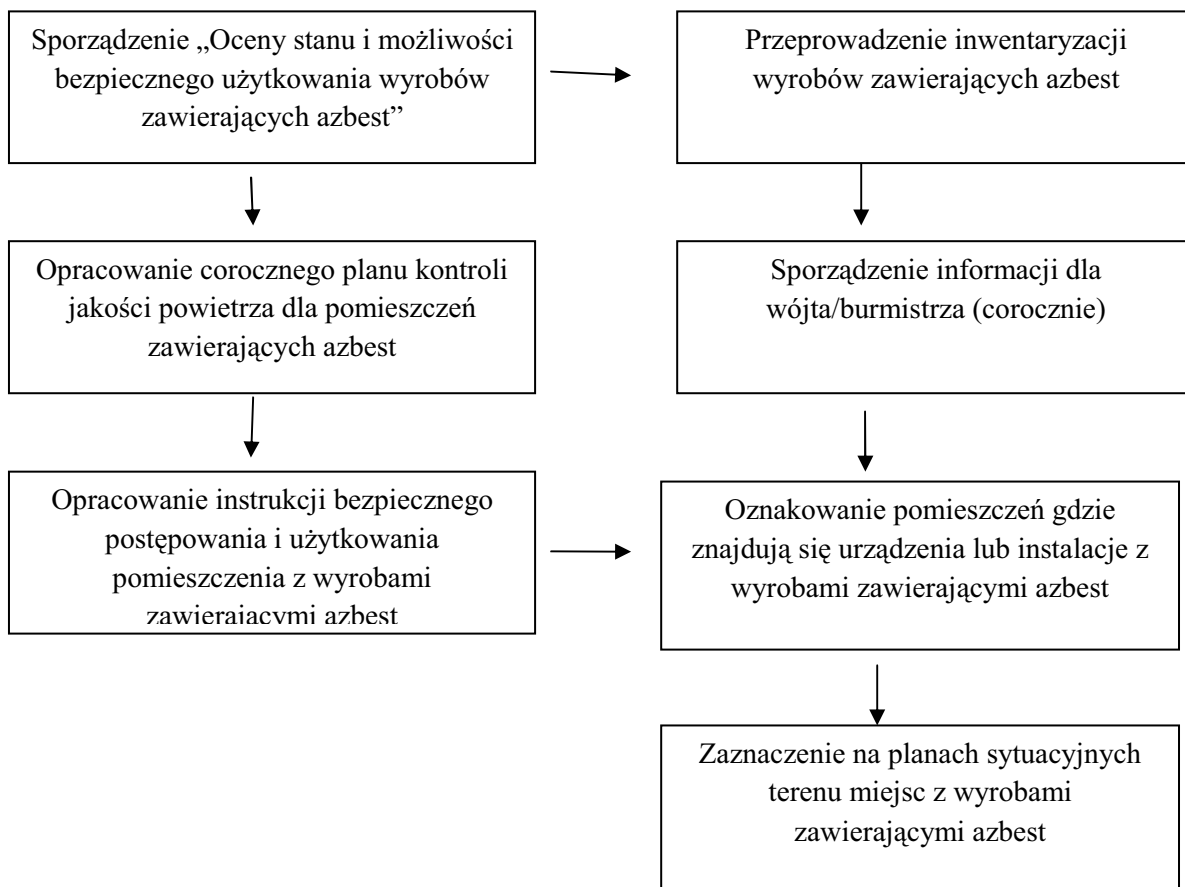 Sporządzenie „Oceny stanu i możliwości
bezpiecznego użytkowania wyrobów
zawierających azbest”
Przeprowadzenie inwentaryzacji
wyrobów zawierających azbest
Opracowanie corocznego planu kontroli
jakości powietrza dla pomieszczeń
zawierających azbest
Sporządzenie informacji dla
wójta/burmistrza (corocznie)
Opracowanie instrukcji bezpiecznego
postępowania i użytkowania
pomieszczenia z wyrobami
zawierającymi azbest
Oznakowanie pomieszczeń gdzie
znajdują się urządzenia lub instalacje z
wyrobami zawierającymi azbest
Zaznaczenie na planach sytuacyjnych
terenu miejsc z wyrobami
zawierającymi azbest